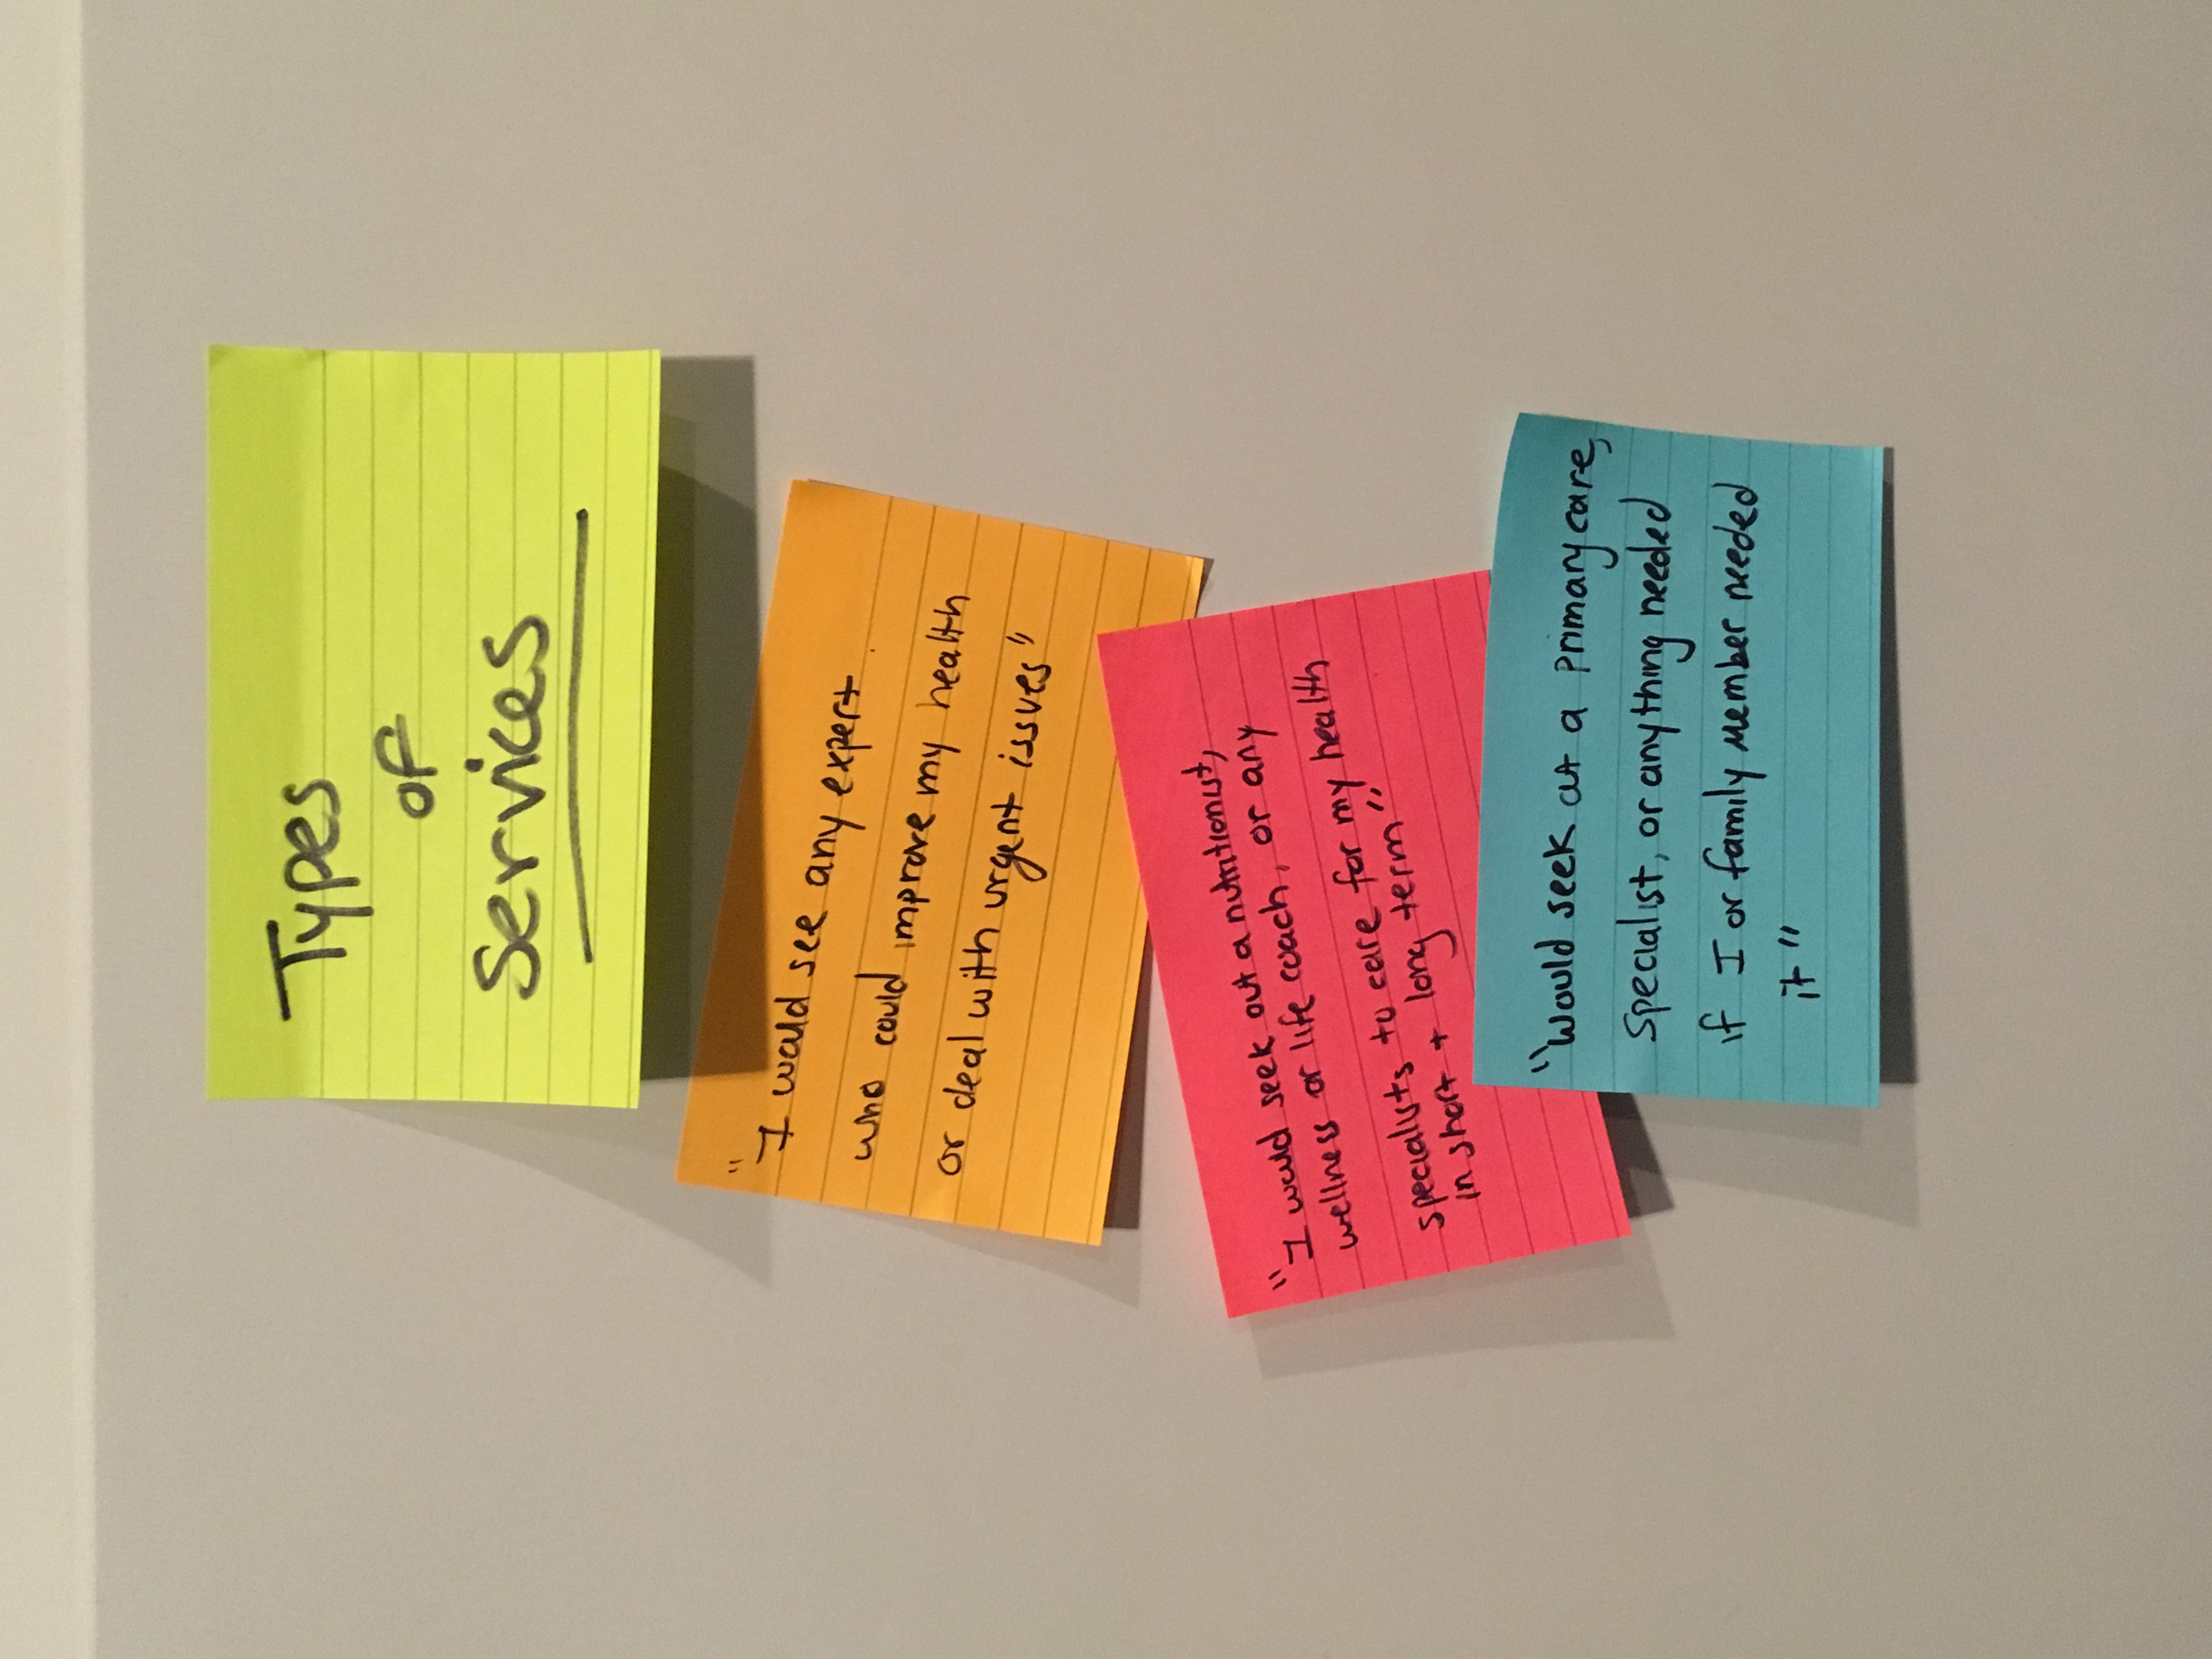 Types
of
Services
"I would see any expert
who could improve my health
or deal with urgent issues"
"I would seek out a nutritionist,
wellness or life coach, or any
specialists to care for my health
in short + long term"
"Would seek out a primary care,
specialist, or anything needed
if I or family member needed
it"